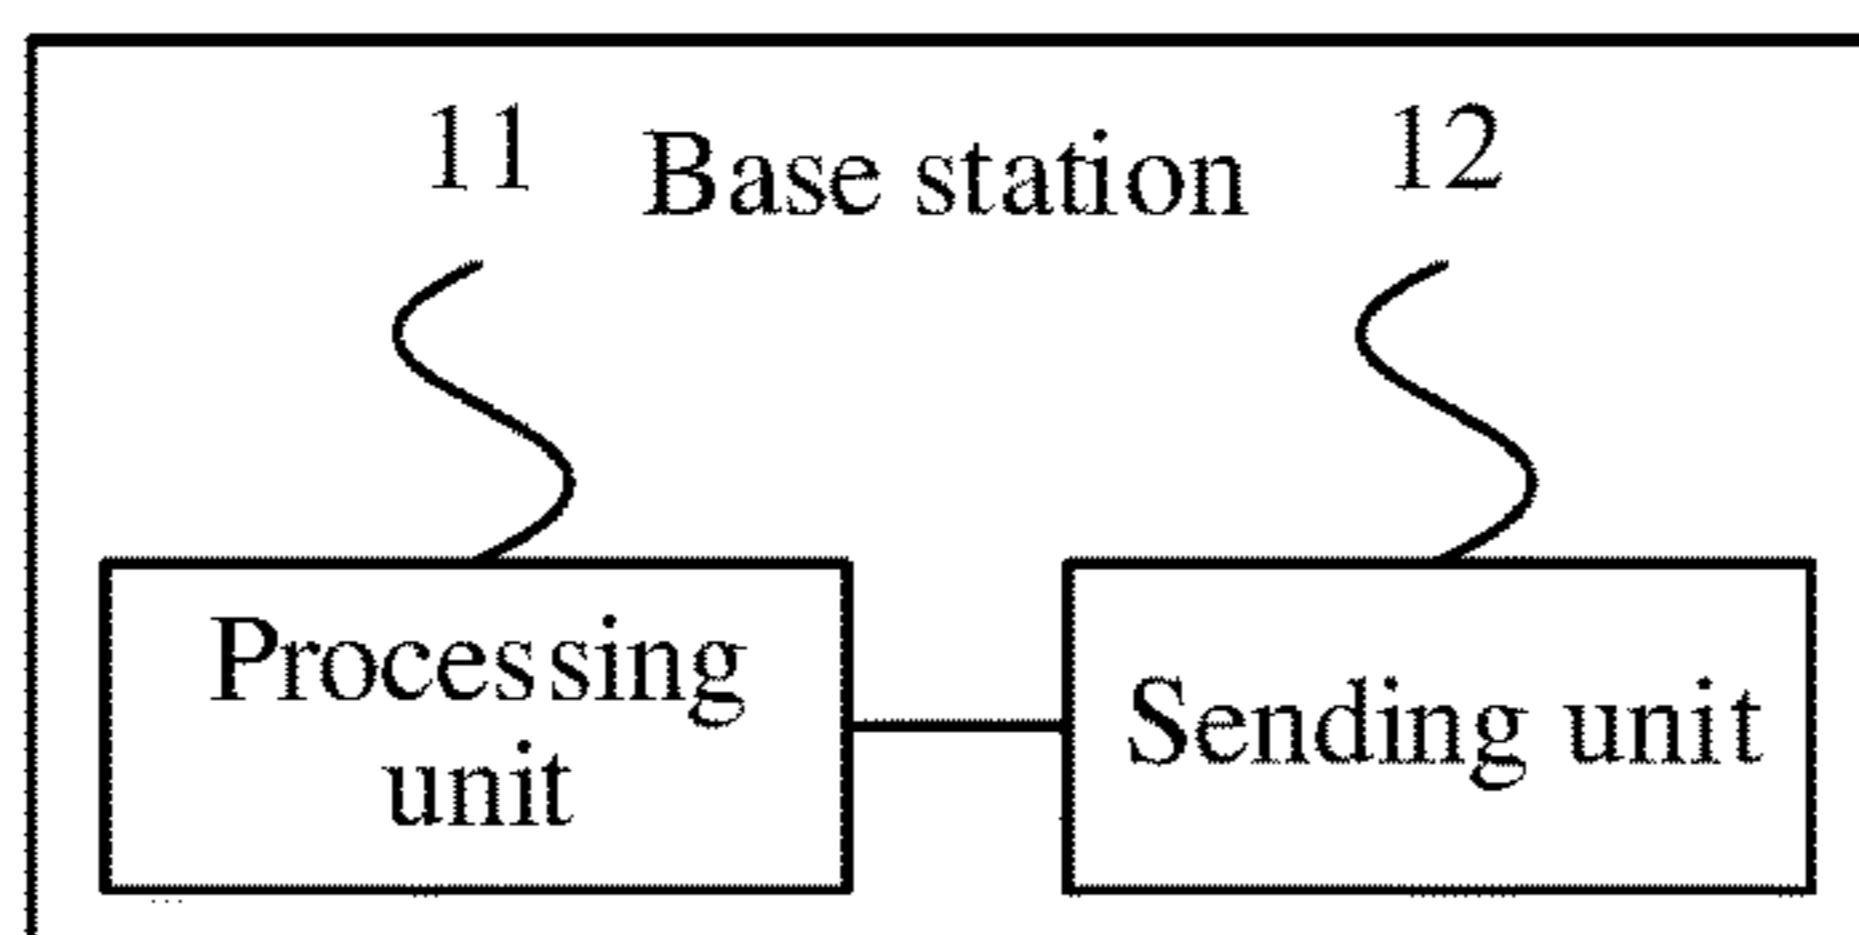 11 Base station 12
Processing
unit
Sending unit